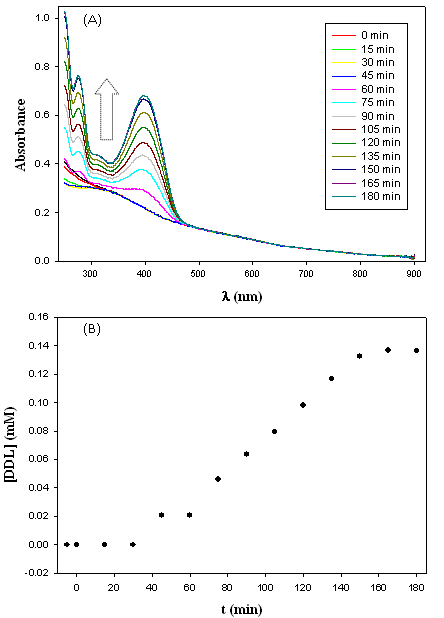 (A)
1.0
0.8
0.6
0.4
0.2
0.0
Absorbance
0 min
15 min
30 min
45 min
60 min
75 min
90 min
105 min
120 min
135 min
150 min
165 min
180 min
300 400 500 600 700 800 900
λ (nm)
(B)
0.16
0.14
0.12
0.10
0.08
0.06
0.04
0.02
0.00
-0.02
[DDL] (mM)
0 20 40 60 80 100 120 140 160 180
t (min)